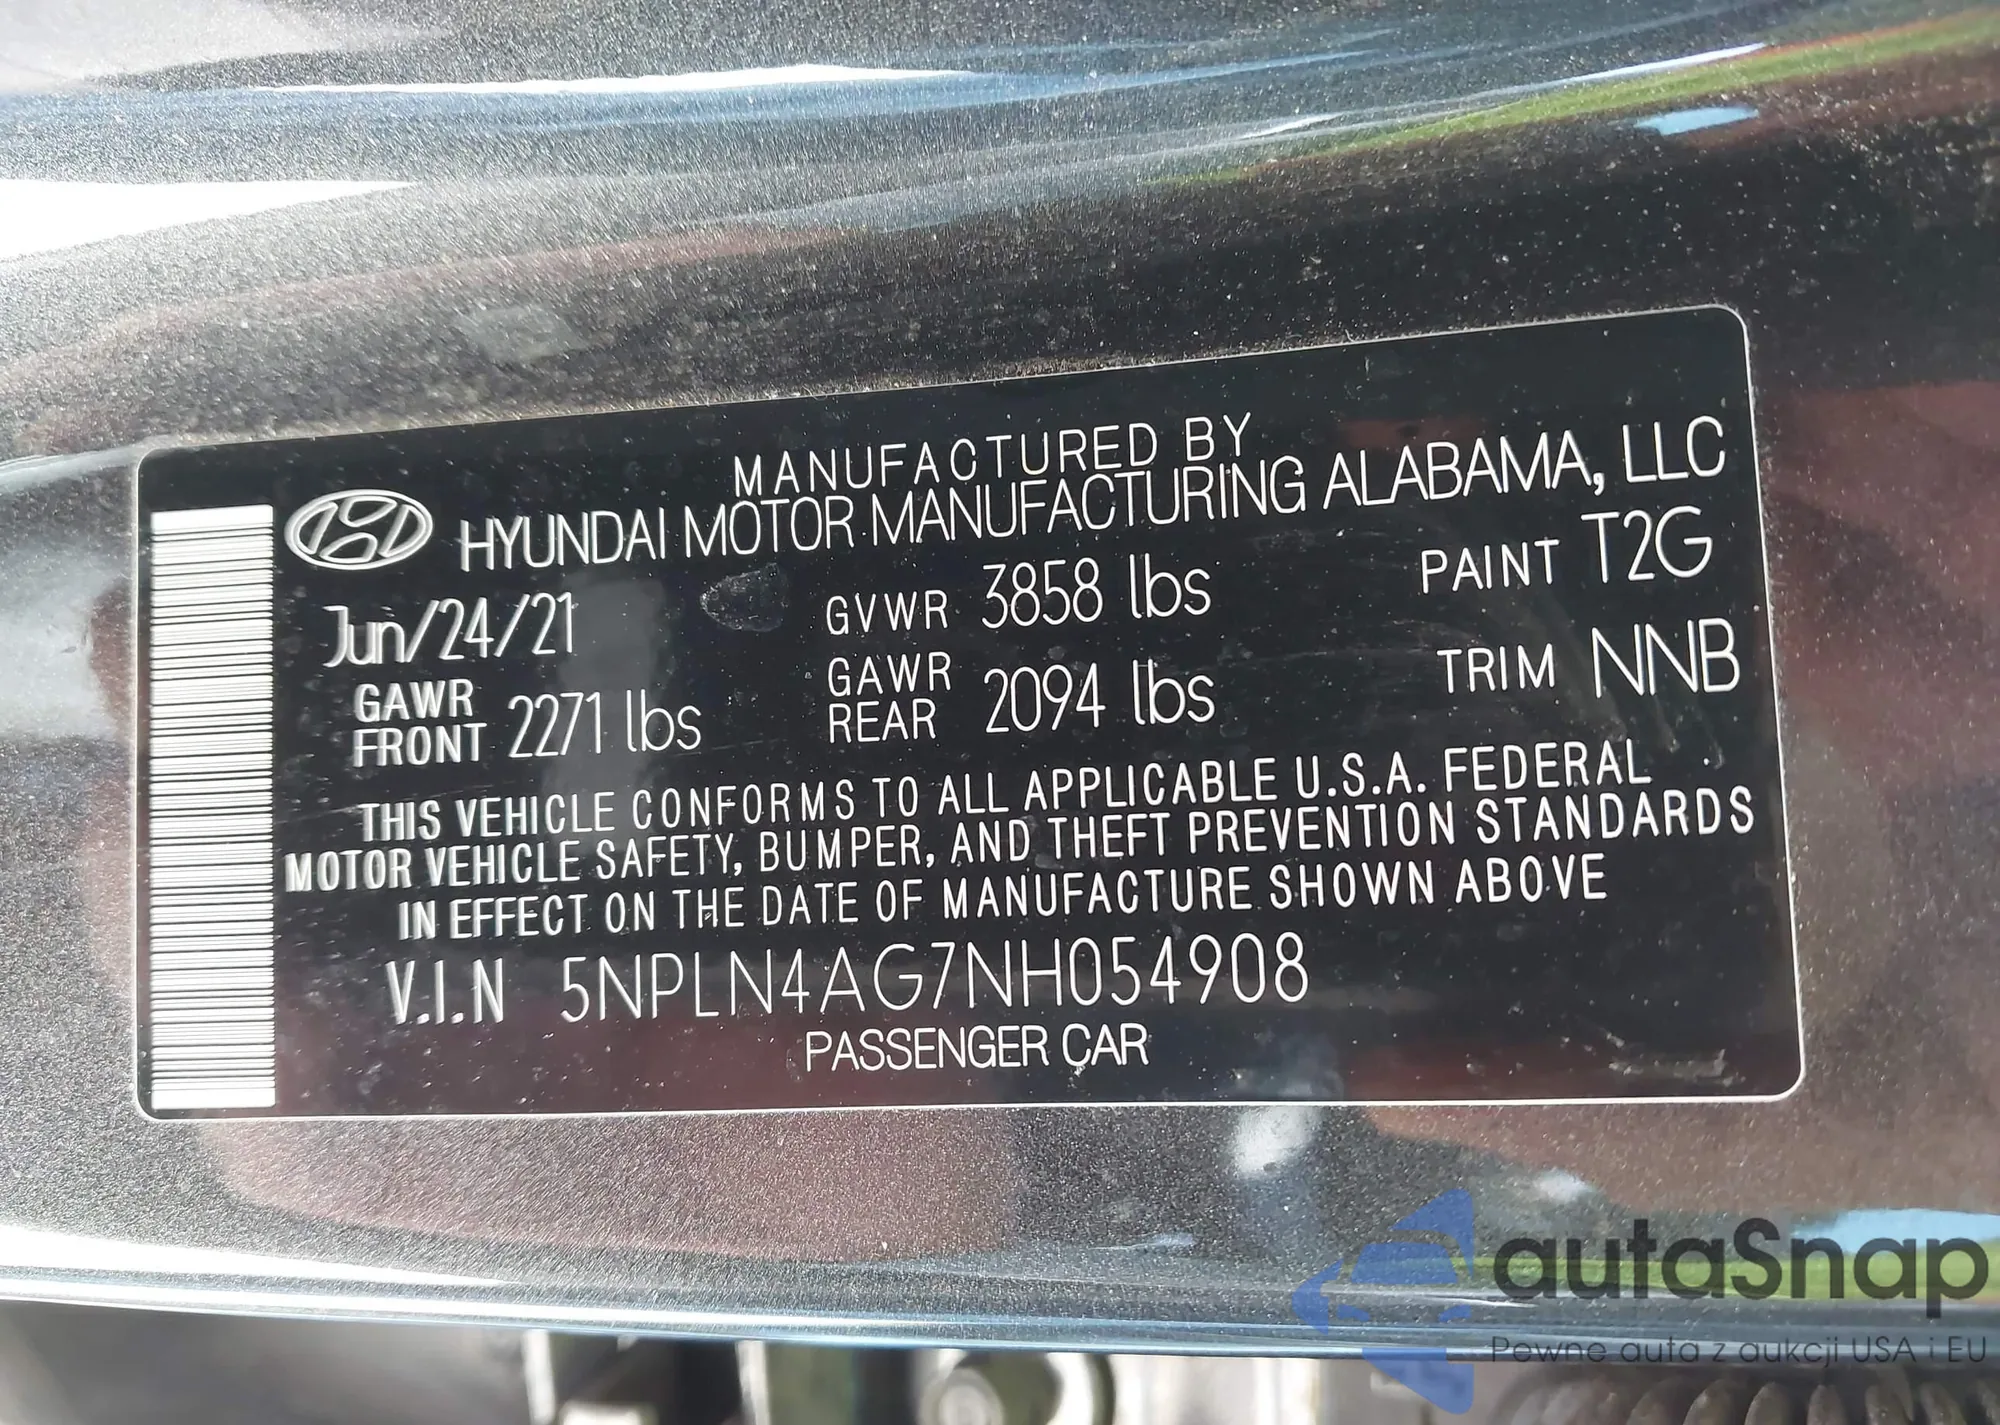 MANUFACTURED BY
HYUNDAI MOTOR MANUFACTURING ALABAMA, LLC
Jun/24/21 GVWR 3858 lbs PAINT T2G
GAWR FRONT 2271 lbs GAWR REAR 2094 lbs TRIM NNB
THIS VEHICLE CONFORMS TO ALL APPLICABLE U.S.A. FEDERAL
MOTOR VEHICLE SAFETY, BUMPER, AND THEFT PREVENTION STANDARDS
IN EFFECT ON THE DATE OF MANUFACTURE SHOWN ABOVE
V.I.N 5NPLN4AG7NH054908
PASSENGER CAR
autaSnap
Pewne auta z aukcji USA i EU